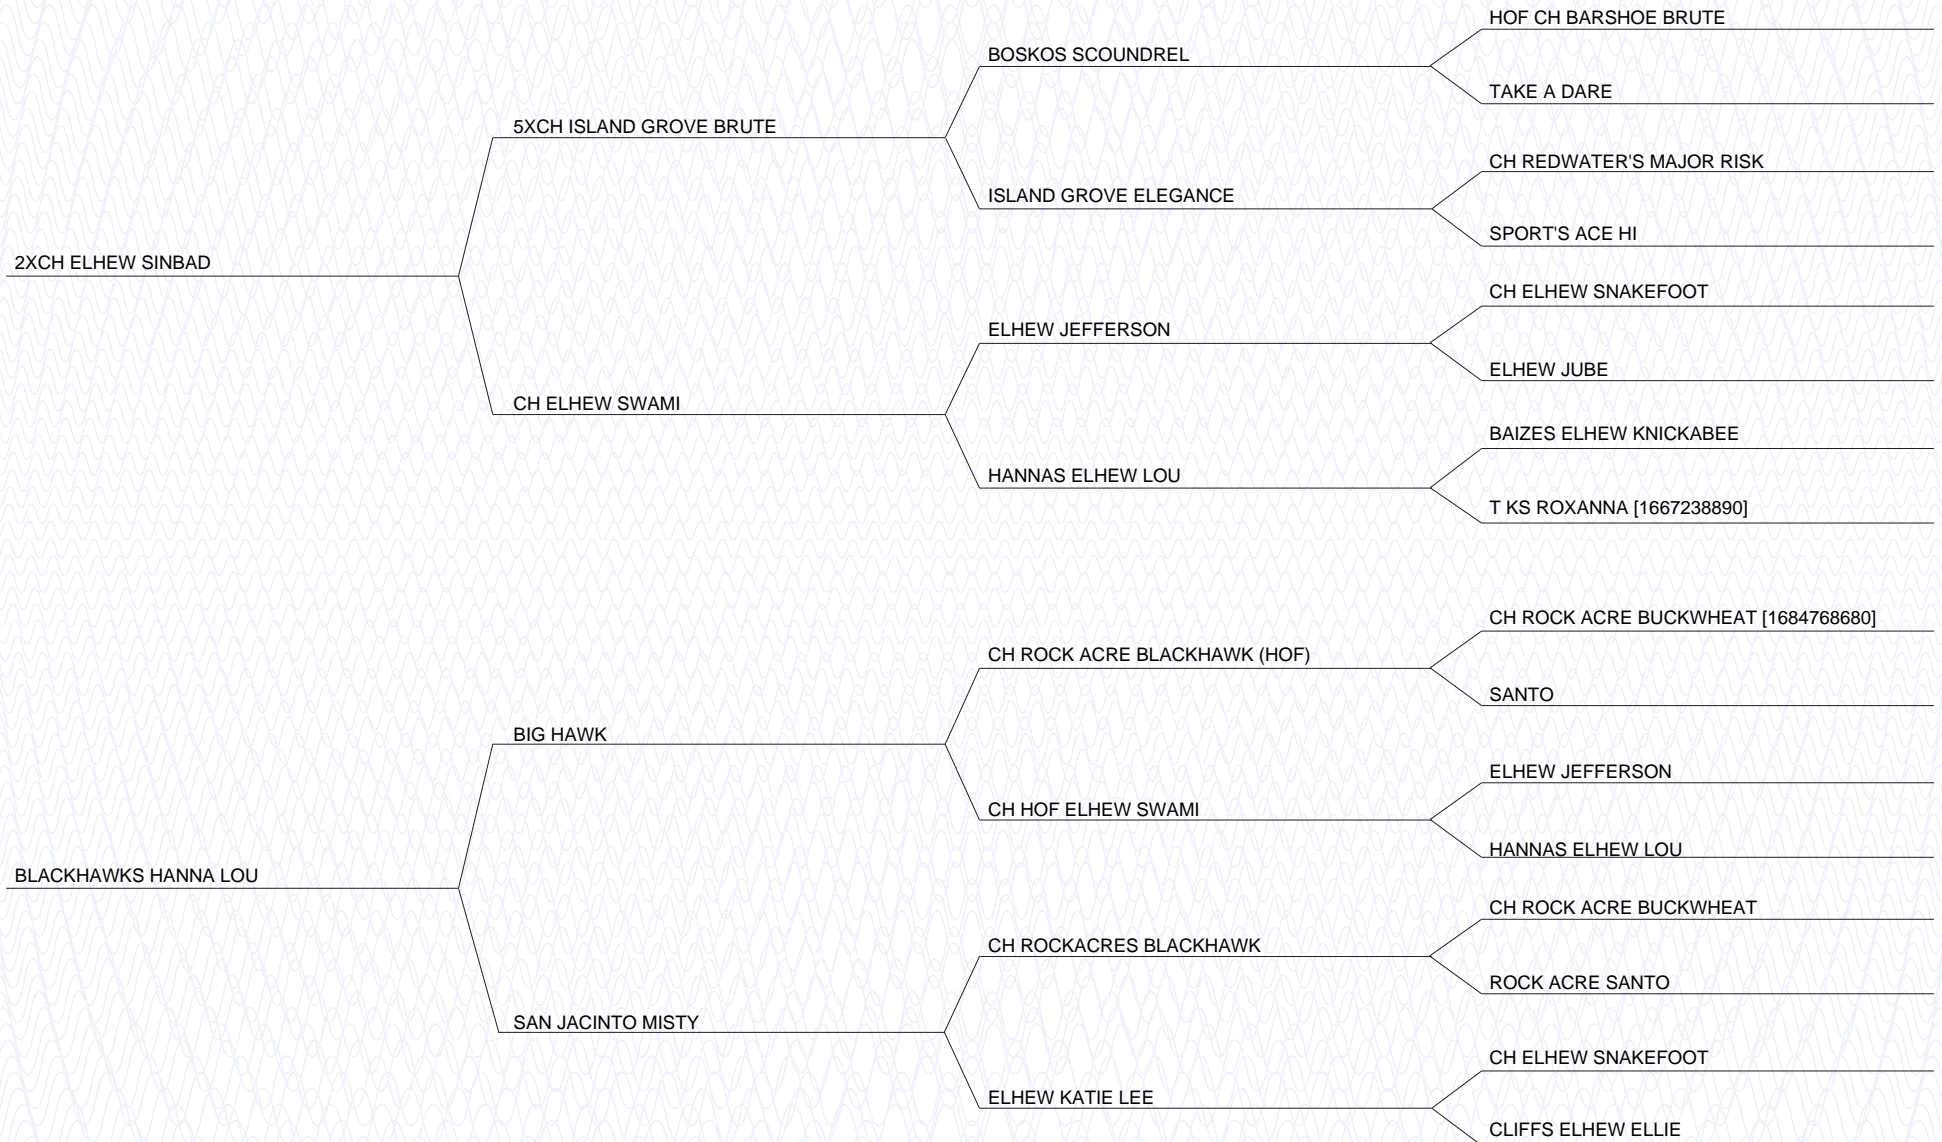 HOF CH BARSHOE BRUTE
BOSKOS SCOUNDREL
TAKE A DARE
5XCH ISLAND GROVE BRUTE
CH REDWATER'S MAJOR RISK
ISLAND GROVE ELEGANCE
SPORT'S ACE HI
2XCH ELHEW SINBAD
CH ELHEW SNAKEFOOT
ELHEW JEFFERSON
ELHEW JUBE
CH ELHEW SWAMI
BAIZES ELHEW KNICKABEE
HANNAS ELHEW LOU
T KS ROXANNA [1667238890]
CH ROCK ACRE BUCKWHEAT [1684768680]
CH ROCK ACRE BLACKHAWK (HOF)
SANTO
BIG HAWK
ELHEW JEFFERSON
CH HOF ELHEW SWAMI
HANNAS ELHEW LOU
BLACKHAWKS HANNA LOU
CH ROCK ACRE BUCKWHEAT
CH ROCKACRES BLACKHAWK
ROCK ACRE SANTO
SAN JACINTO MISTY
CH ELHEW SNAKEFOOT
ELHEW KATIE LEE
CLIFFS ELHEW ELLIE